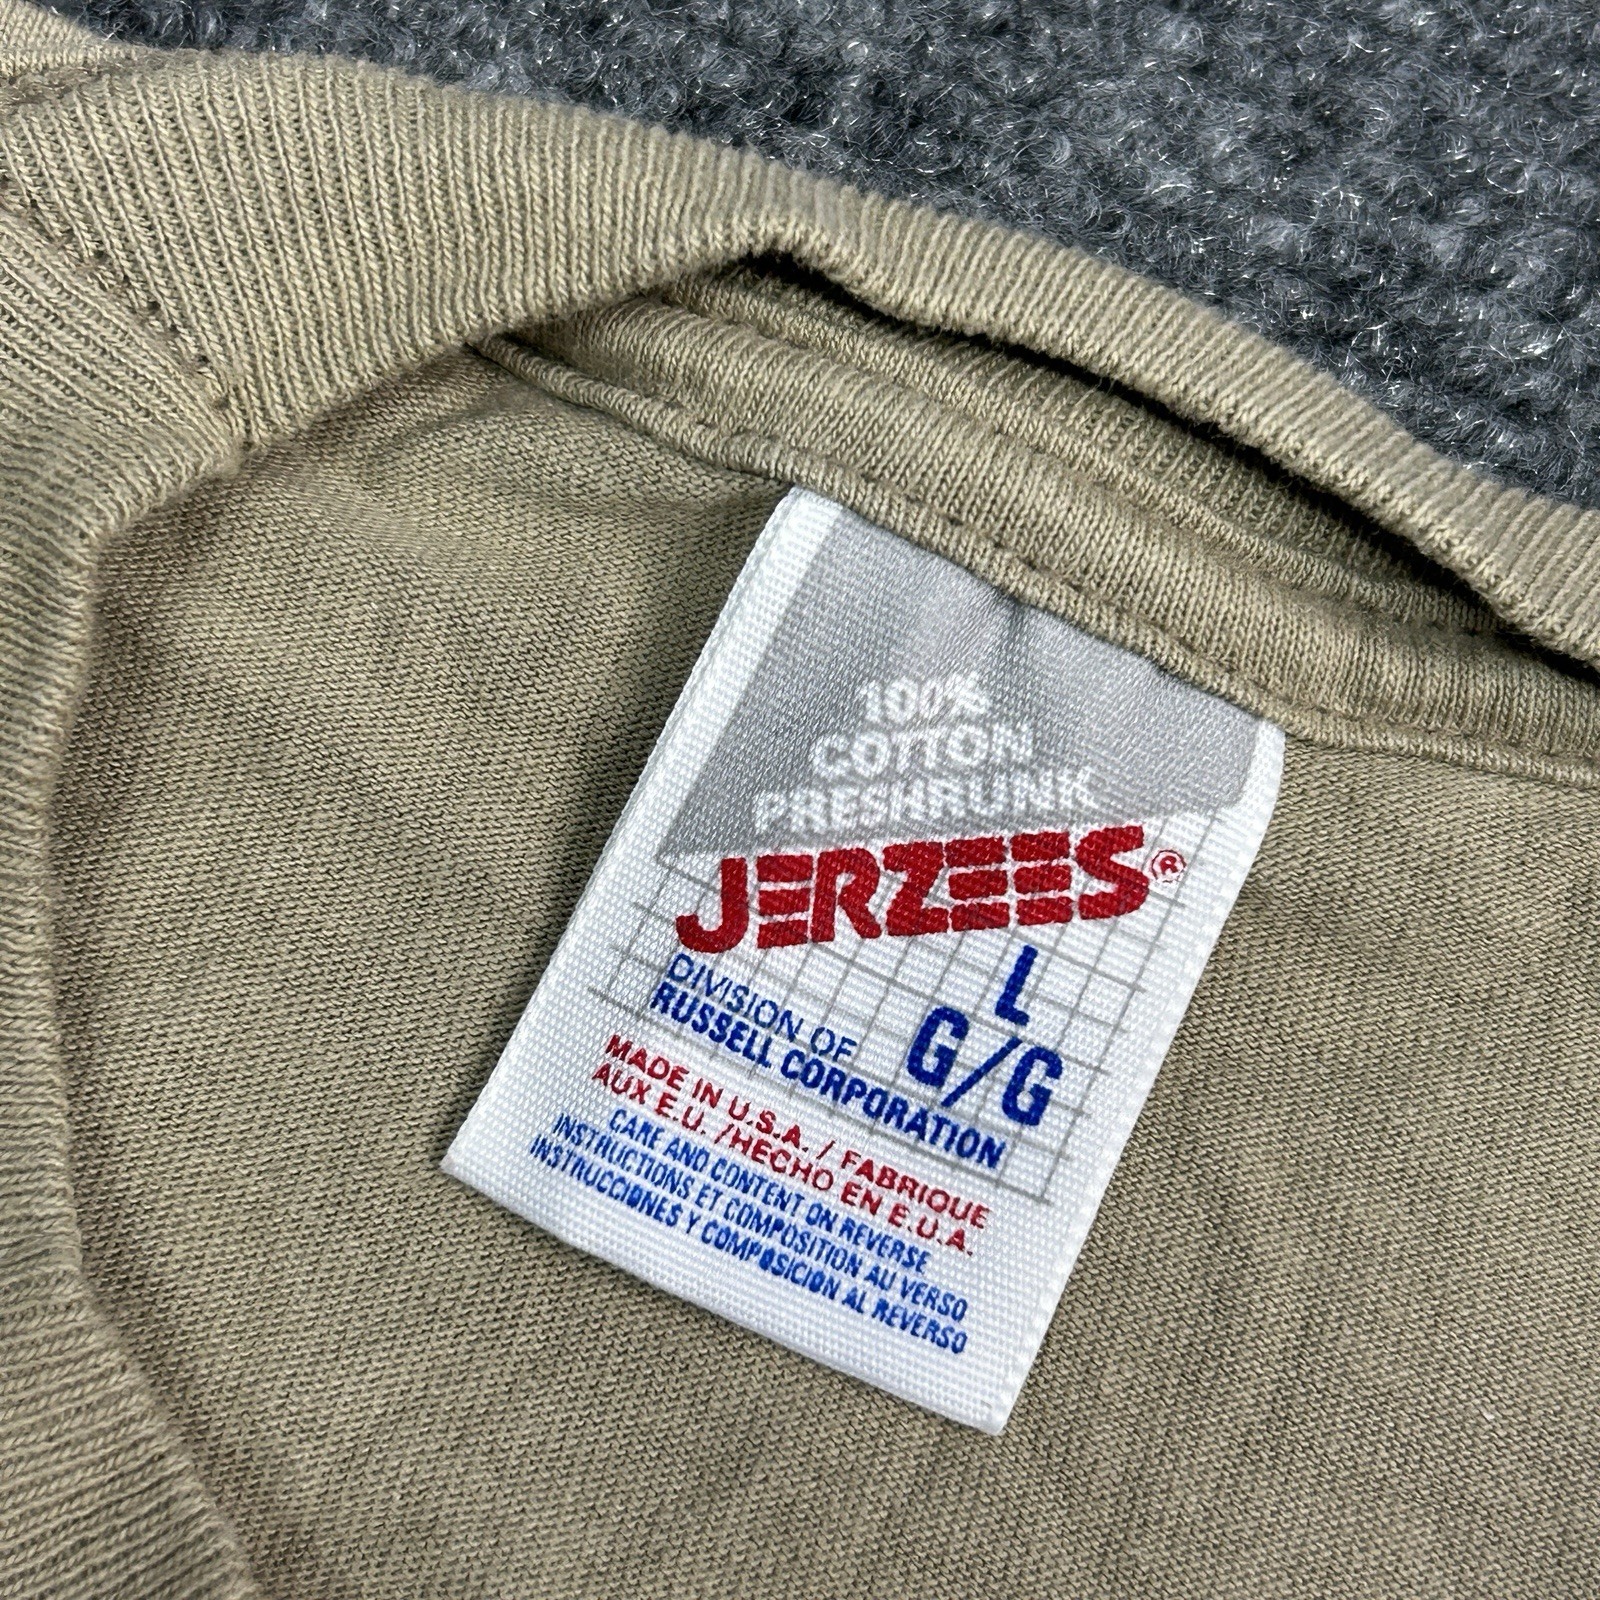 100%
COTTON
PRESHRUNK
JERZEES®
L
G/G
DIVISION OF
RUSSELL CORPORATION
MADE IN U.S.A. / FABRIQUE
AUX E.U. /HECHO EN E.U.A.
CARE AND CONTENT ON REVERSE
INSTRUCTIONS ET COMPOSITION AU VERSO
INSTRUCCIONES Y COMPOSICION AL REVERSO